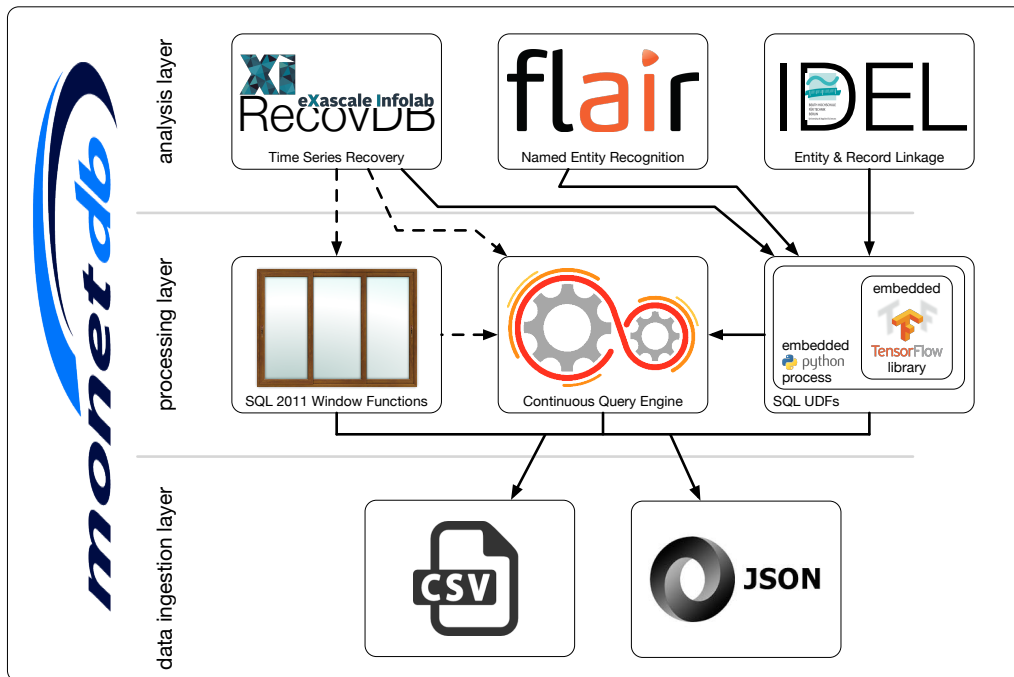 monetdb
analysis layer
Xi
eXascale Infolab
RecovDB
Time Series Recovery
flair
Named Entity Recognition
IDEL
Entity & Record Linkage
processing layer
SQL 2011 Window Functions
Continuous Query Engine
embedded
python
process
embedded
TF
TensorFlow
library
SQL UDFs
data ingestion layer
CSV
JSON